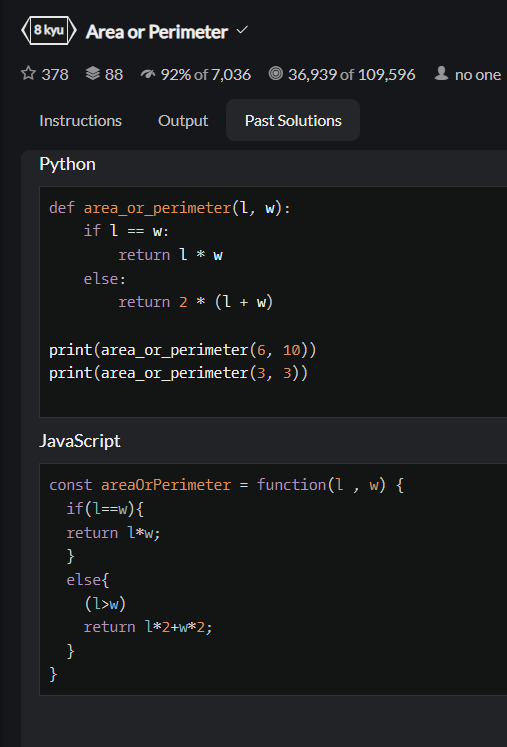 8 kyu Area or Perimeter
378 88 92% of 7,036 36,939 of 109,596 no one
Instructions Output Past Solutions
Python
def area_or_perimeter(l, w):
    if l == w:
        return l * w
    else:
        return 2 * (l + w)
print(area_or_perimeter(6, 10))
print(area_or_perimeter(3, 3))
JavaScript
const areaOrPerimeter = function(l , w) {
  if(l==w){
  return l*w;
  }
  else{
    (l>w)
    return l*2+w*2;
  }
}